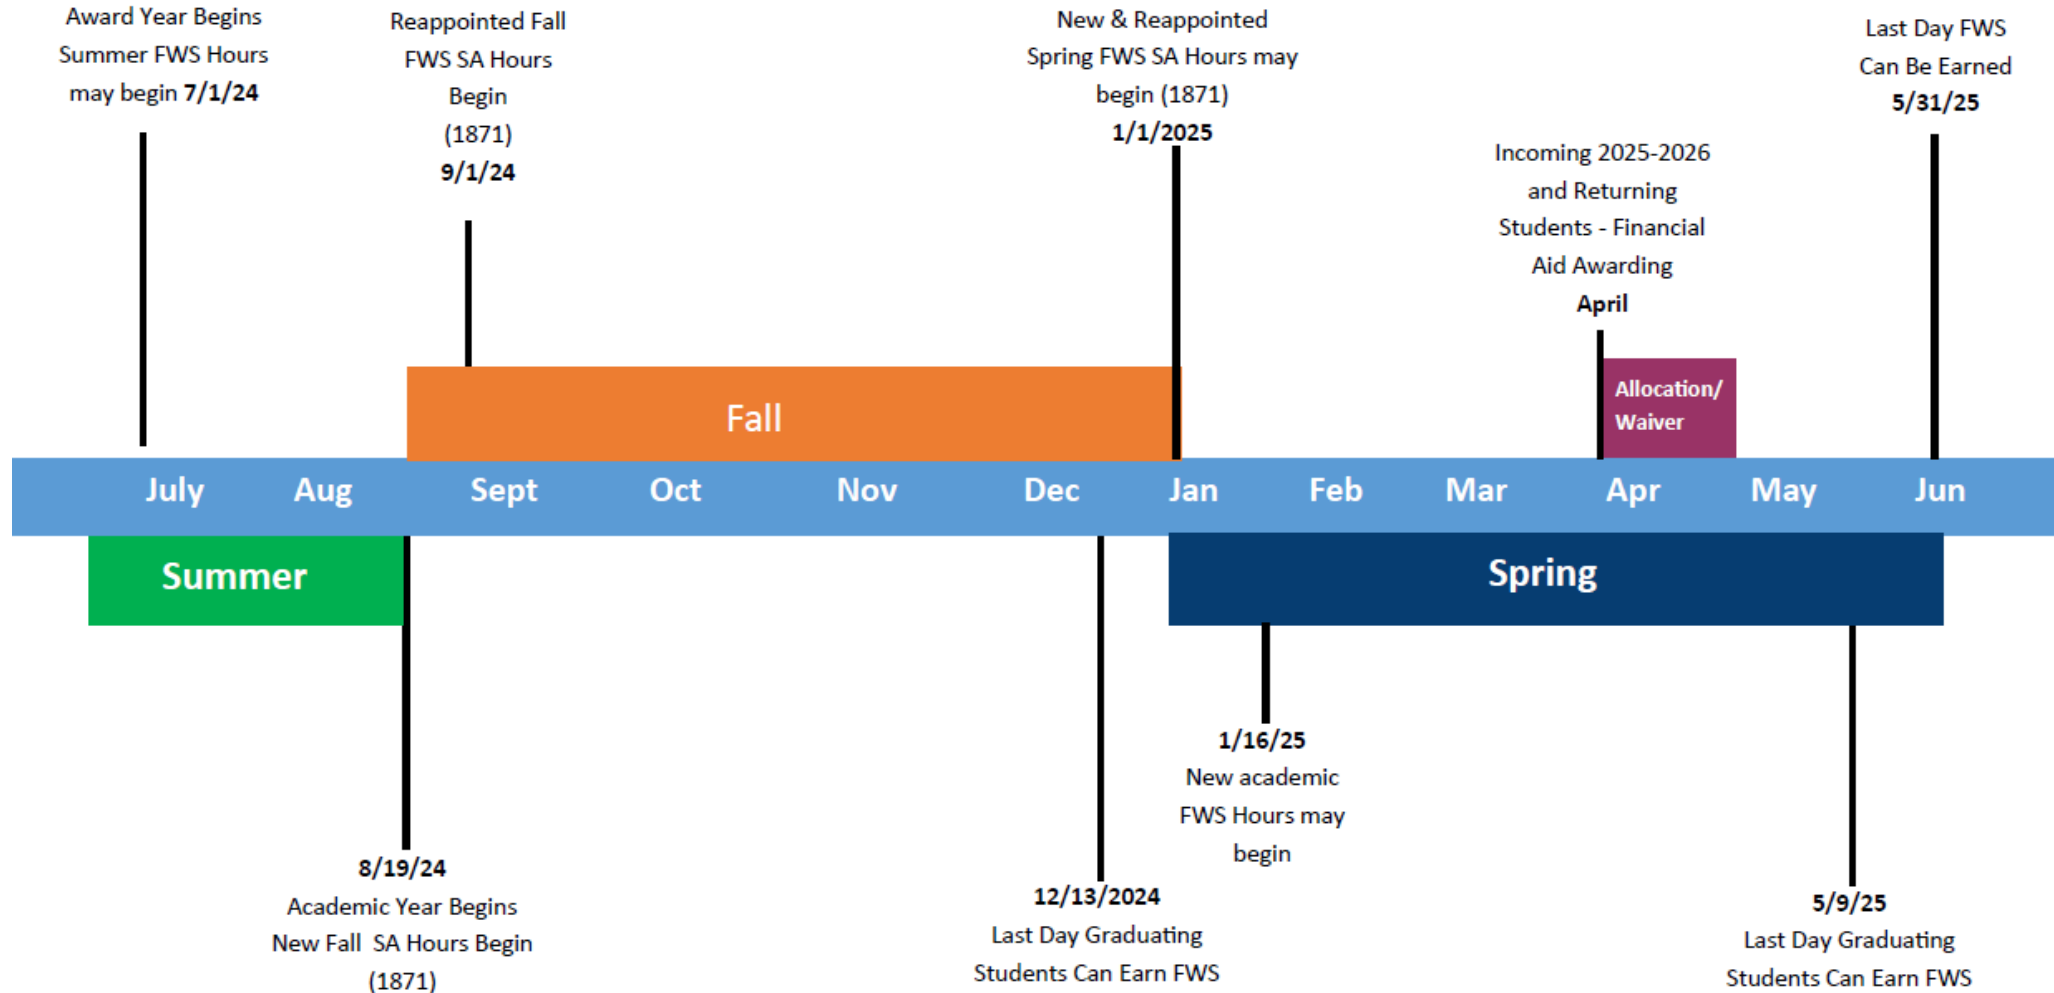 Award Year Begins
Summer FWS Hours
may begin 7/1/24
Reappointed Fall
FWS SA Hours
Begin
(1871)
9/1/24
New & Reappointed
Spring FWS SA Hours may
begin (1871)
1/1/2025
Incoming 2025-2026
and Returning
Students - Financial
Aid Awarding
April
Last Day FWS
Can Be Earned
5/31/25
Fall
Allocation/
Waiver
July Aug Sept Oct Nov Dec Jan Feb Mar Apr May Jun
Summer
Spring
8/19/24
Academic Year Begins
New Fall  SA Hours Begin
(1871)
12/13/2024
Last Day Graduating
Students Can Earn FWS
1/16/25
New academic
FWS Hours may
begin
5/9/25
Last Day Graduating
Students Can Earn FWS